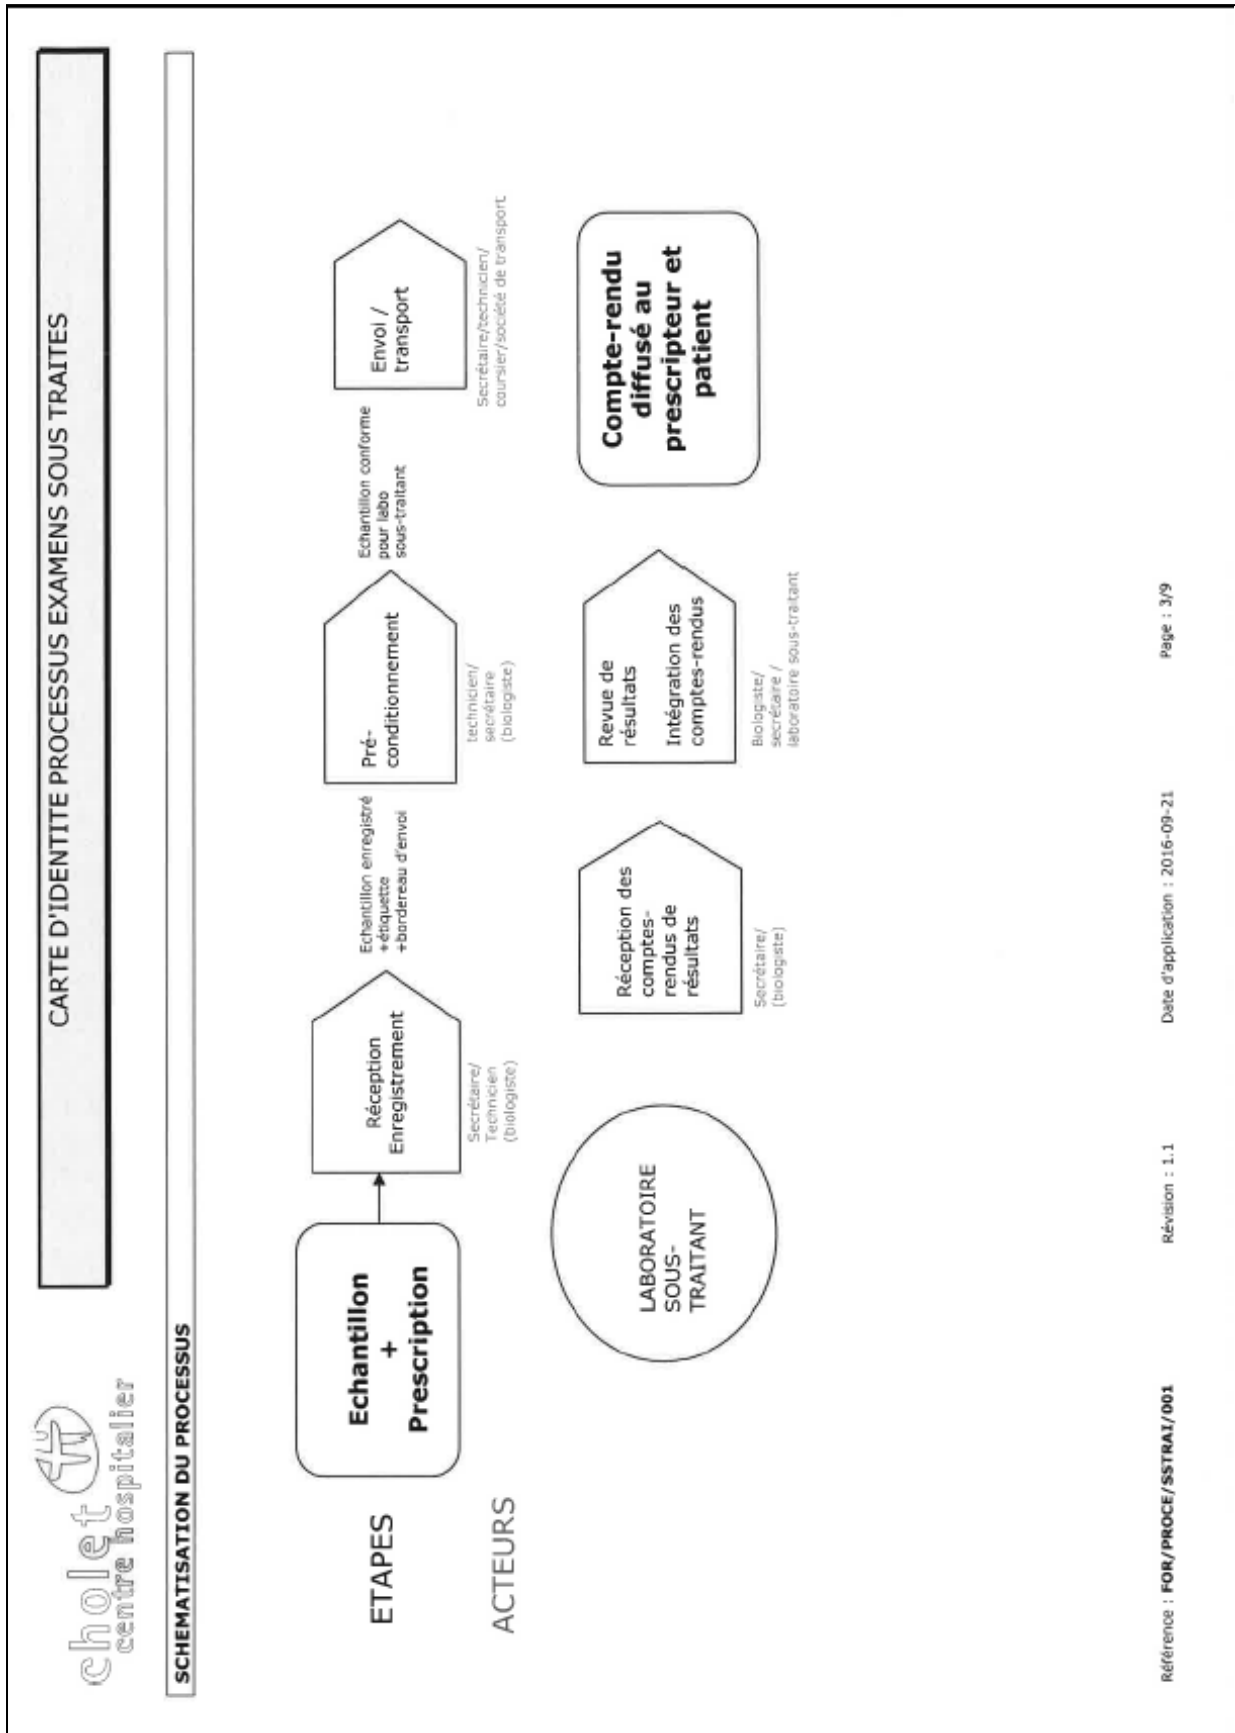 cholet
centre hospitalier
CARTE D'IDENTITE PROCESSUS EXAMENS SOUS TRAITES
SCHEMATISATION DU PROCESSUS
ETAPES
Echantillon
+
Prescription
Réception
Enregistrement
Echantillon enregistré
+étiquette
+bordereau d'envoi
Pré-
conditionnement
Echantillon conforme
pour labo
sous-traitant
Envoi /
transport
ACTEURS
Secrétaire/
Technicien
(biologiste)
technicien/
secrétaire
(biologiste)
Secrétaire/technicien/
coursier/société de transport
LABORATOIRE
SOUS-
TRAITANT
Réception des
comptes-
rendus de
résultats
Secrétaire/
(biologiste)
Revue de
résultats
Intégration des
comptes-rendus
Biologiste/
secrétaire /
laboratoire sous-traitant
Compte-rendu
diffusé au
prescripteur et
patient
Référence : FOR/PROCE/SSTRAI/001
Révision : 1.1
Date d'application : 2016-09-21
Page : 3/9